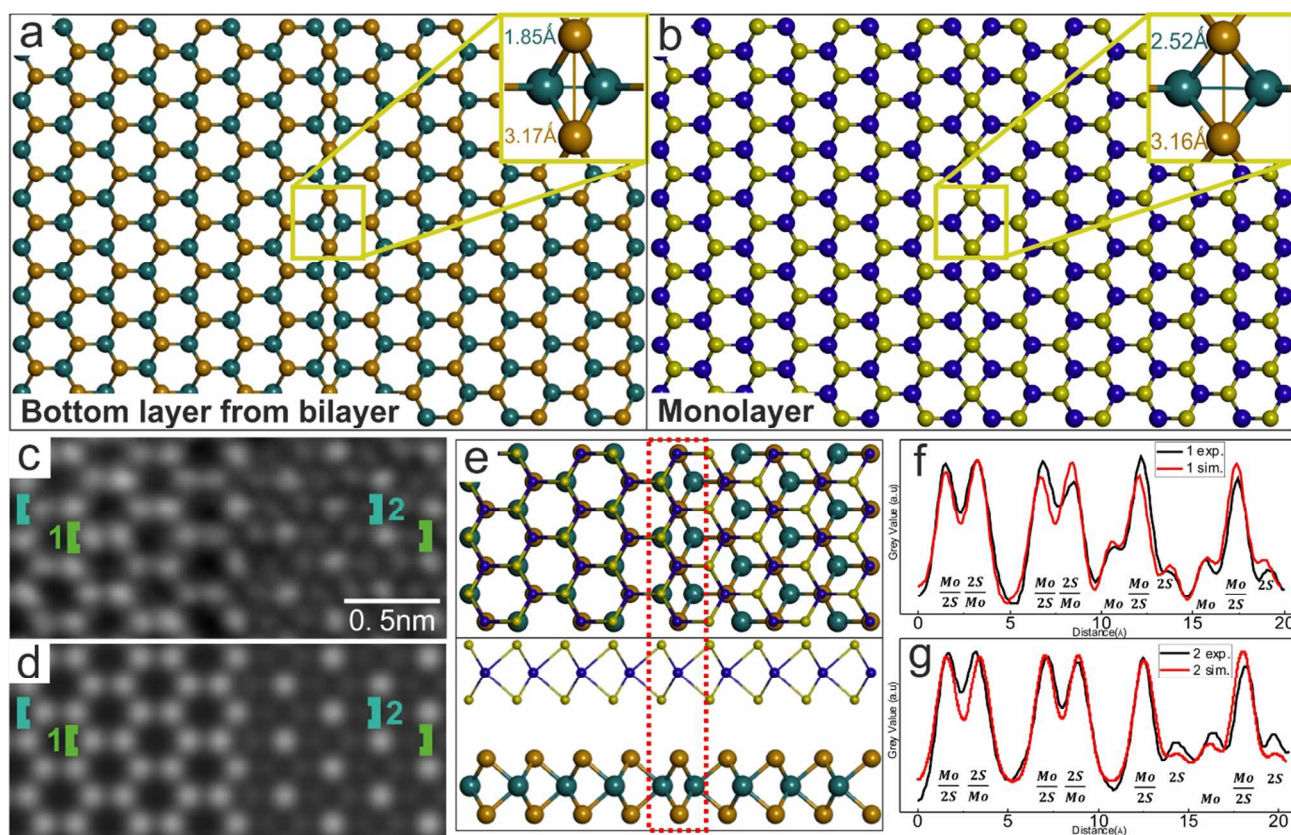 a
1.85Å
3.17Å
Bottom layer from bilayer
b
2.52Å
3.16Å
Monolayer
c
1
2
0.5nm
d
1
2
e
f
1 exp.
1 sim.
Grey Value (a.u)
Mo 2S Mo 2S Mo 2S Mo
2S Mo 2S Mo Mo 2S 2S Mo 2S 2S
0 5 10 15 20
Distance(Å)
g
2 exp.
2 sim.
Grey Value (a.u)
Mo 2S Mo 2S Mo 2S Mo 2S
2S Mo 2S Mo 2S Mo 2S
0 5 10 15 20
Distance(Å)